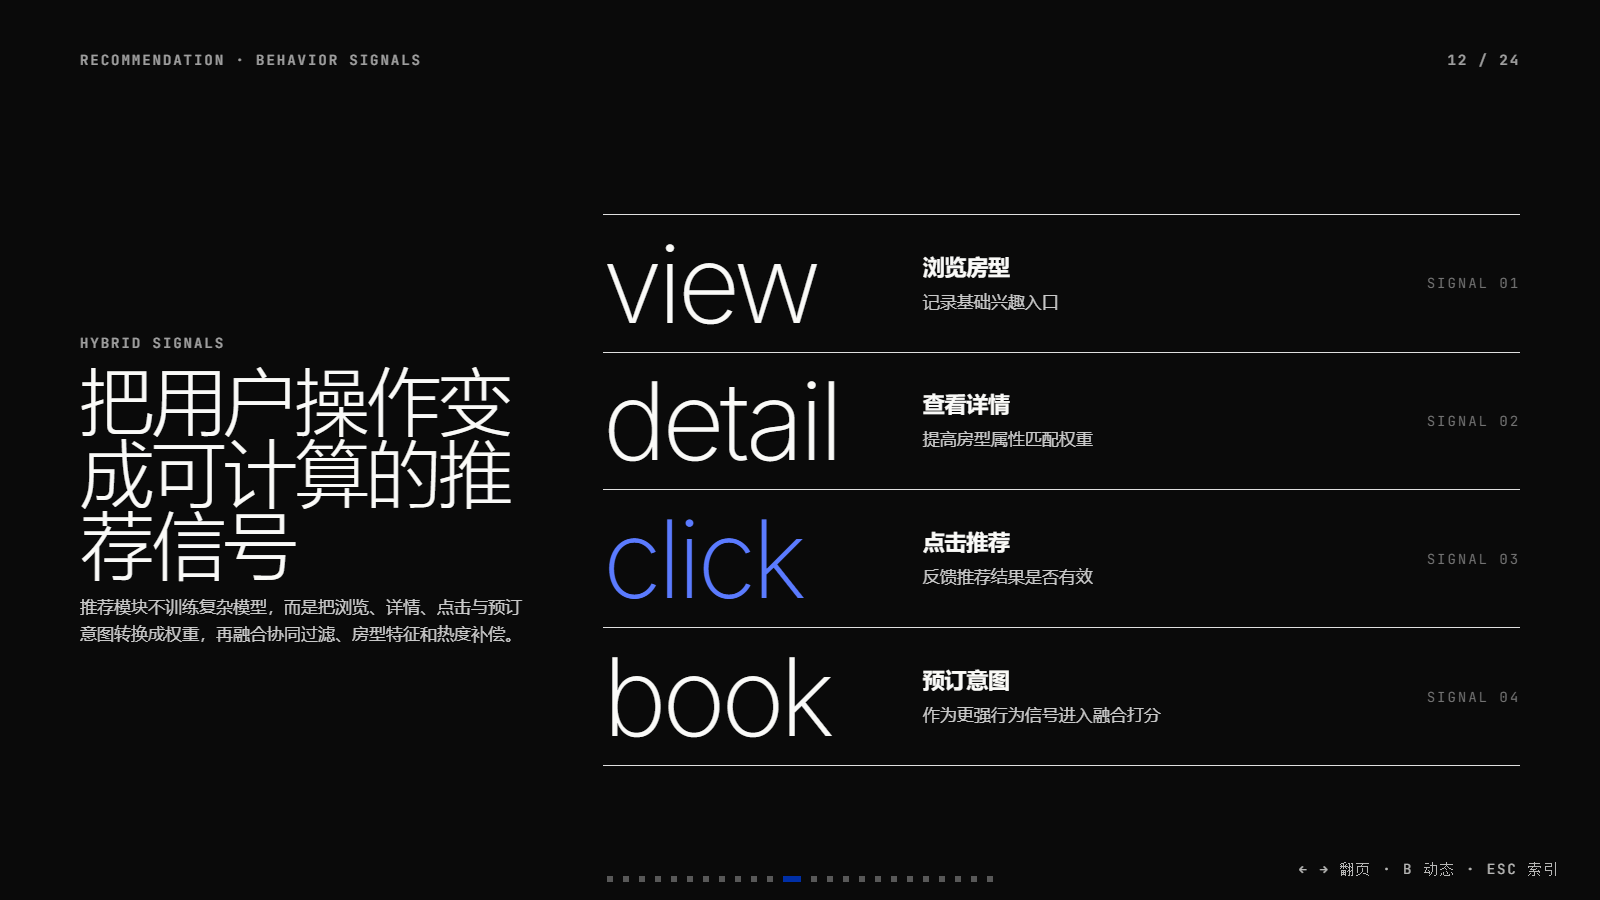 RECOMMENDATION · BEHAVIOR SIGNALS
12 / 24
HYBRID SIGNALS
把用户操作变
成可计算的推
荐信号
推荐模块不训练复杂模型，而是把浏览、详情、点击与预订
意图转换成权重，再融合协同过滤、房型特征和热度补偿。
view
浏览房型
记录基础兴趣入口
SIGNAL 01
detail
查看详情
提高房型属性匹配权重
SIGNAL 02
click
点击推荐
反馈推荐结果是否有效
SIGNAL 03
book
预订意图
作为更强行为信号进入融合打分
SIGNAL 04
← → 翻页 · B 动态 · ESC 索引